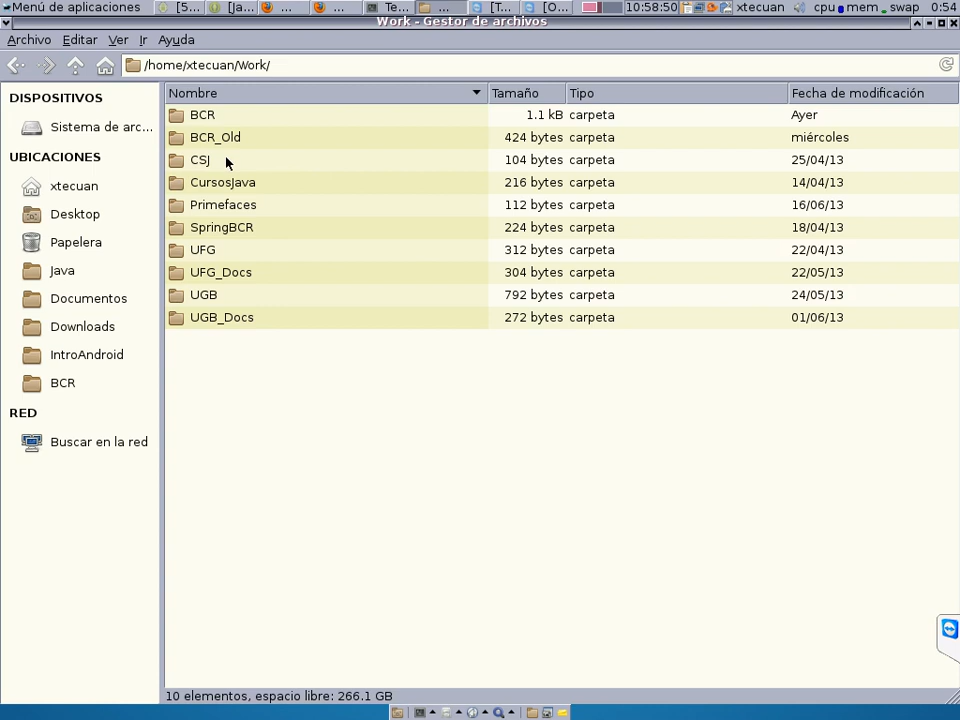 Menú de aplicaciones [5... [Ja... ... ... Te... ... [T... [O... 10:58:50 xtecuan cpu mem swap 0:54
Work - Gestor de archivos
Archivo Editar Ver Ir Ayuda
/home/xtecuan/Work/
DISPOSITIVOS
Sistema de arc...
UBICACIONES
xtecuan
Desktop
Papelera
Java
Documentos
Downloads
IntroAndroid
BCR
RED
Buscar en la red
Nombre Tamaño Tipo Fecha de modificación
BCR 1.1 kB carpeta Ayer
BCR_Old 424 bytes carpeta miércoles
CSJ 104 bytes carpeta 25/04/13
CursosJava 216 bytes carpeta 14/04/13
Primefaces 112 bytes carpeta 16/06/13
SpringBCR 224 bytes carpeta 18/04/13
UFG 312 bytes carpeta 22/04/13
UFG_Docs 304 bytes carpeta 22/05/13
UGB 792 bytes carpeta 24/05/13
UGB_Docs 272 bytes carpeta 01/06/13
10 elementos, espacio libre: 266.1 GB